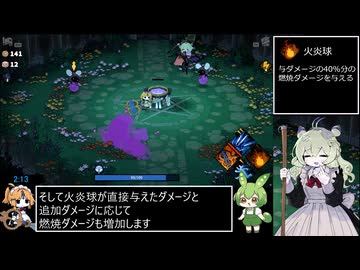 141
12
火炎球
与ダメージの40%分の
燃焼ダメージを与える
2:13
そして火炎球が直接与えたダメージと
追加ダメージに応じて
燃焼ダメージも増加します